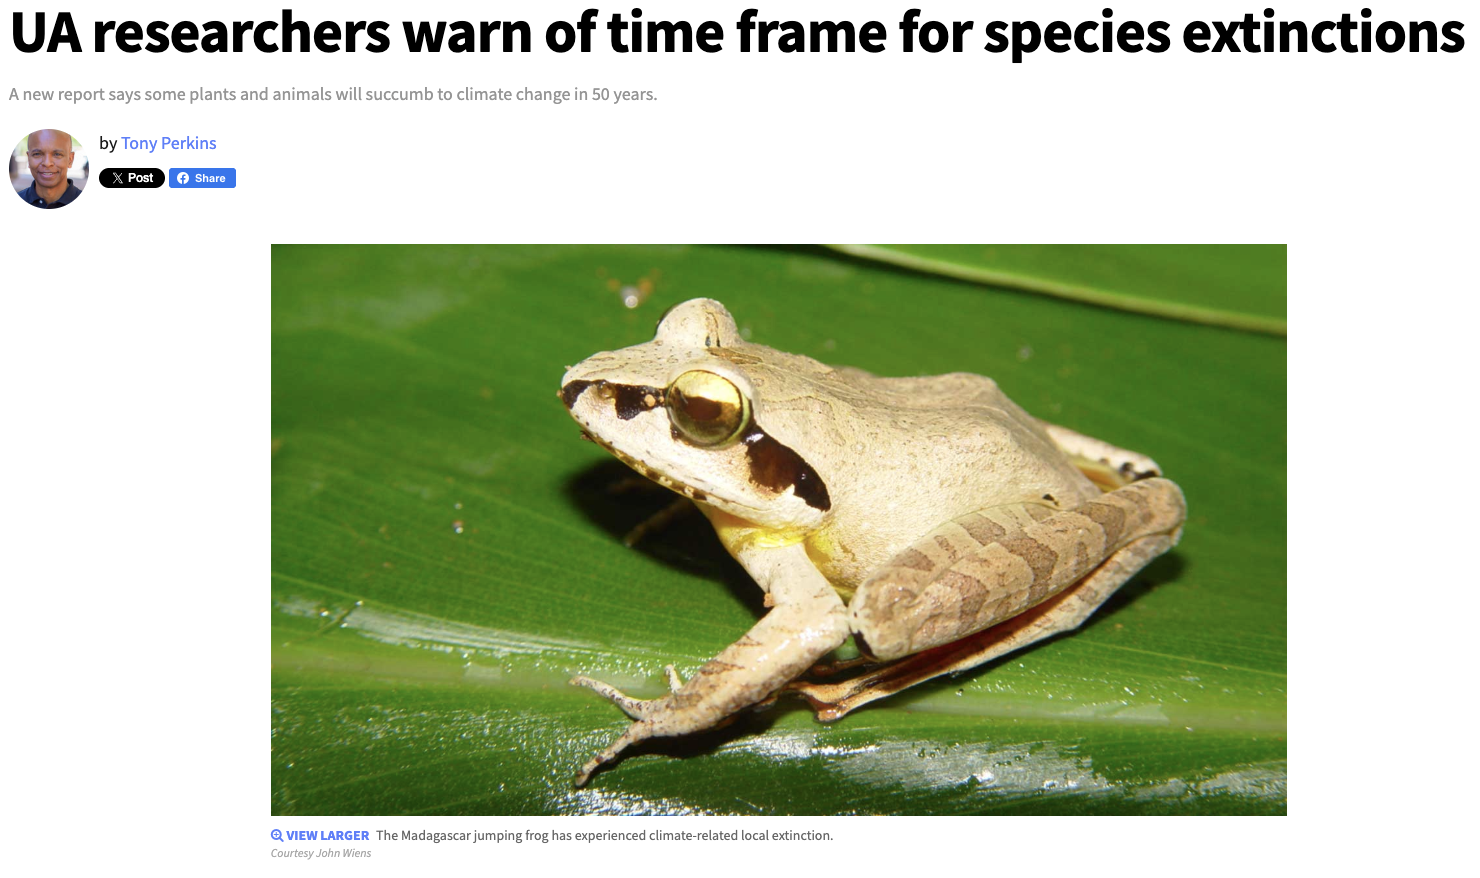 UA researchers warn of time frame for species extinctions
A new report says some plants and animals will succumb to climate change in 50 years.
by Tony Perkins
X Post
Share
VIEW LARGER The Madagascar jumping frog has experienced climate-related local extinction.
Courtesy John Wiens